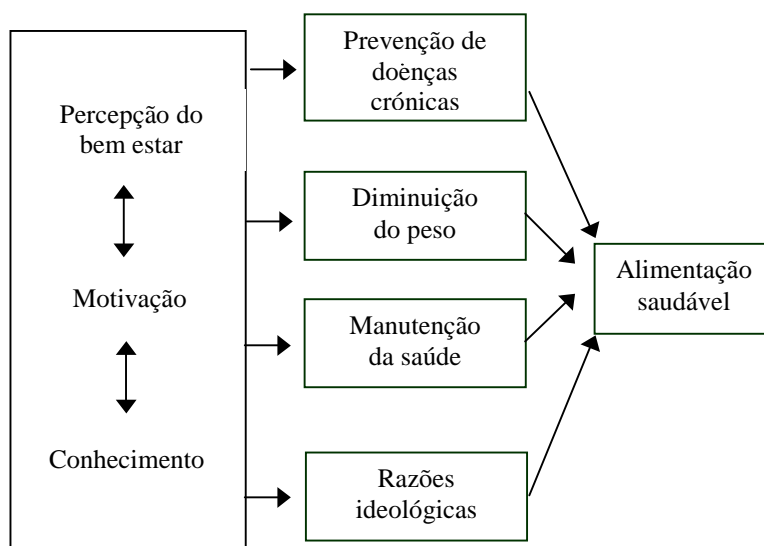 Percepção do
bem estar
Motivação
Conhecimento
Prevenção de
doenças
crónicas
Diminuição
do peso
Manutenção
da saúde
Razões
ideológicas
Alimentação
saudável